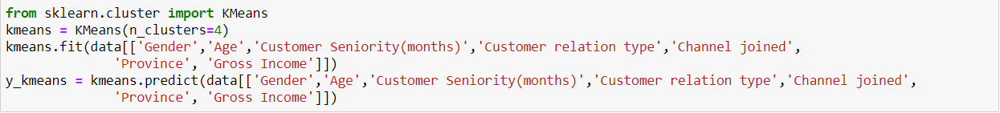 from sklearn.cluster import KMeans
kmeans = KMeans(n_clusters=4)
kmeans.fit(data[['Gender','Age','Customer Seniority(months)','Customer relation type','Channel joined',
'Province', 'Gross Income']])
y_kmeans = kmeans.predict(data[['Gender','Age','Customer Seniority(months)','Customer relation type','Channel joined',
'Province', 'Gross Income']])